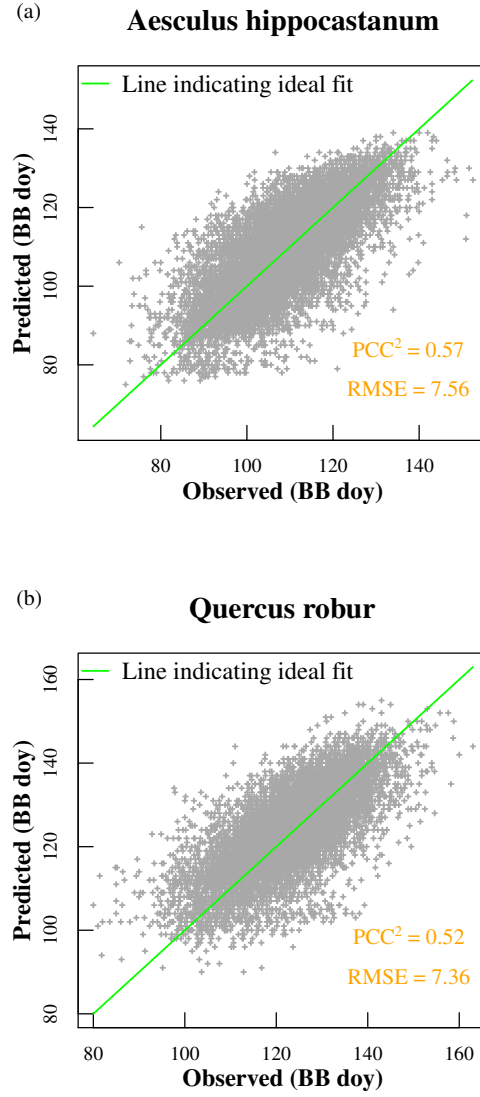 (a)
Aesculus hippocastanum
Line indicating ideal fit
Predicted (BB doy)
140
120
100
80
PCC² = 0.57
RMSE = 7.56
80 100 120 140
Observed (BB doy)
(b)
Quercus robur
Line indicating ideal fit
Predicted (BB doy)
160
140
120
100
80
PCC² = 0.52
RMSE = 7.36
80 100 120 140 160
Observed (BB doy)